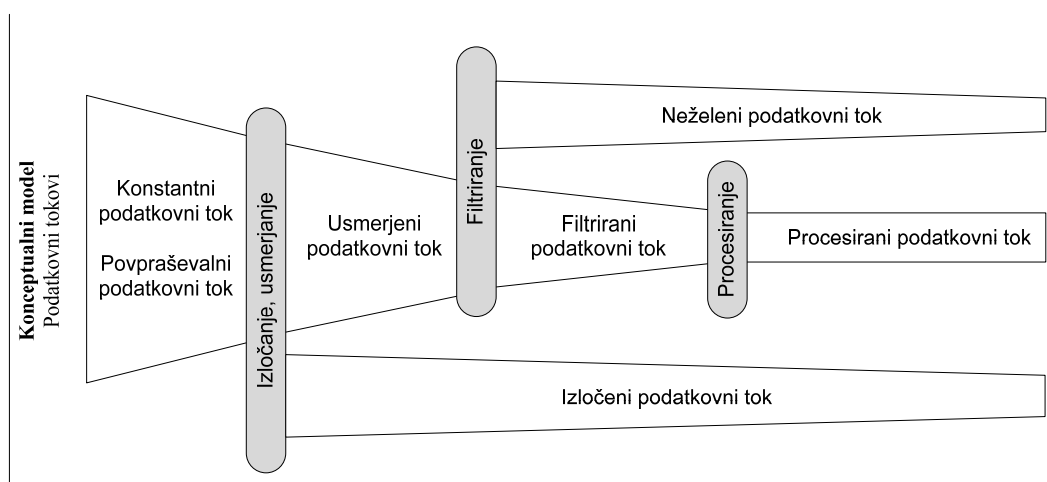 Konceptualni model
Podatkovni tokovi
Konstantni
podatkovni tok
Povpraševalni
podatkovni tok
Izločanje, usmerjanje
Usmerjeni
podatkovni tok
Filtriranje
Neželeni podatkovni tok
Filtrirani
podatkovni tok
Procesiranje
Procesirani podatkovni tok
Izločeni podatkovni tok